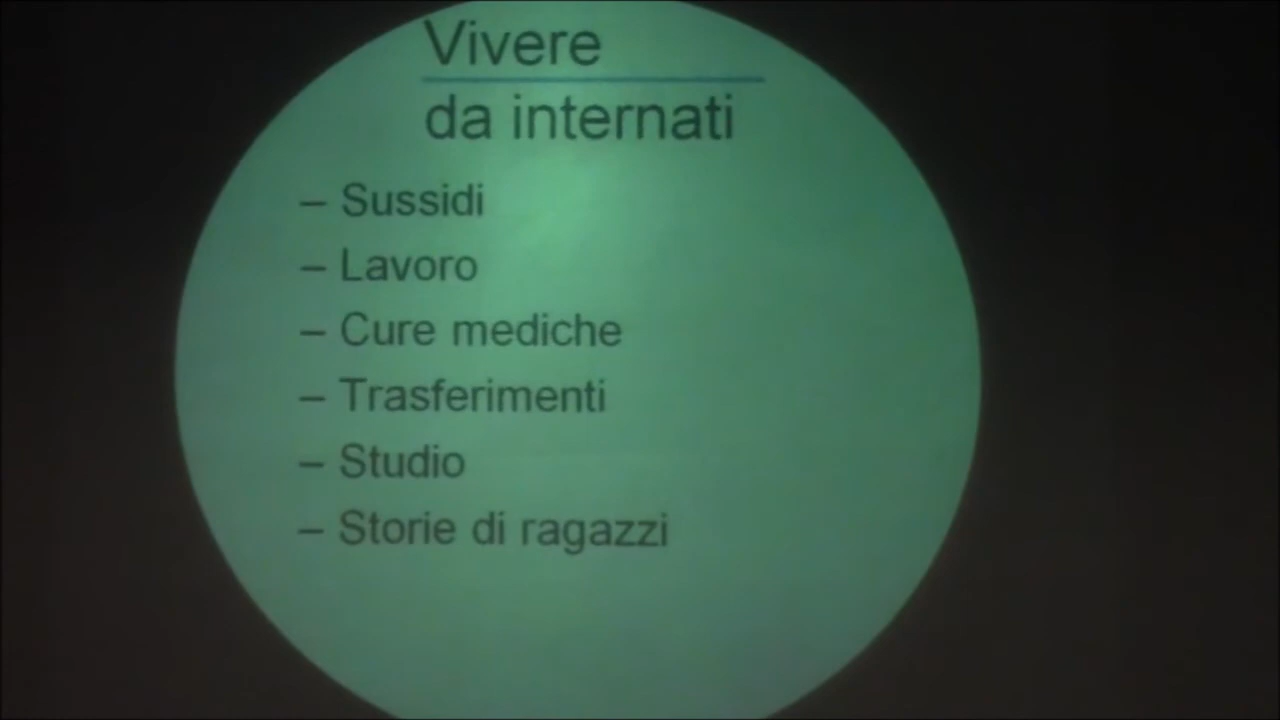 Vivere
da internati
– Sussidi
– Lavoro
– Cure mediche
– Trasferimenti
– Studio
– Storie di ragazzi